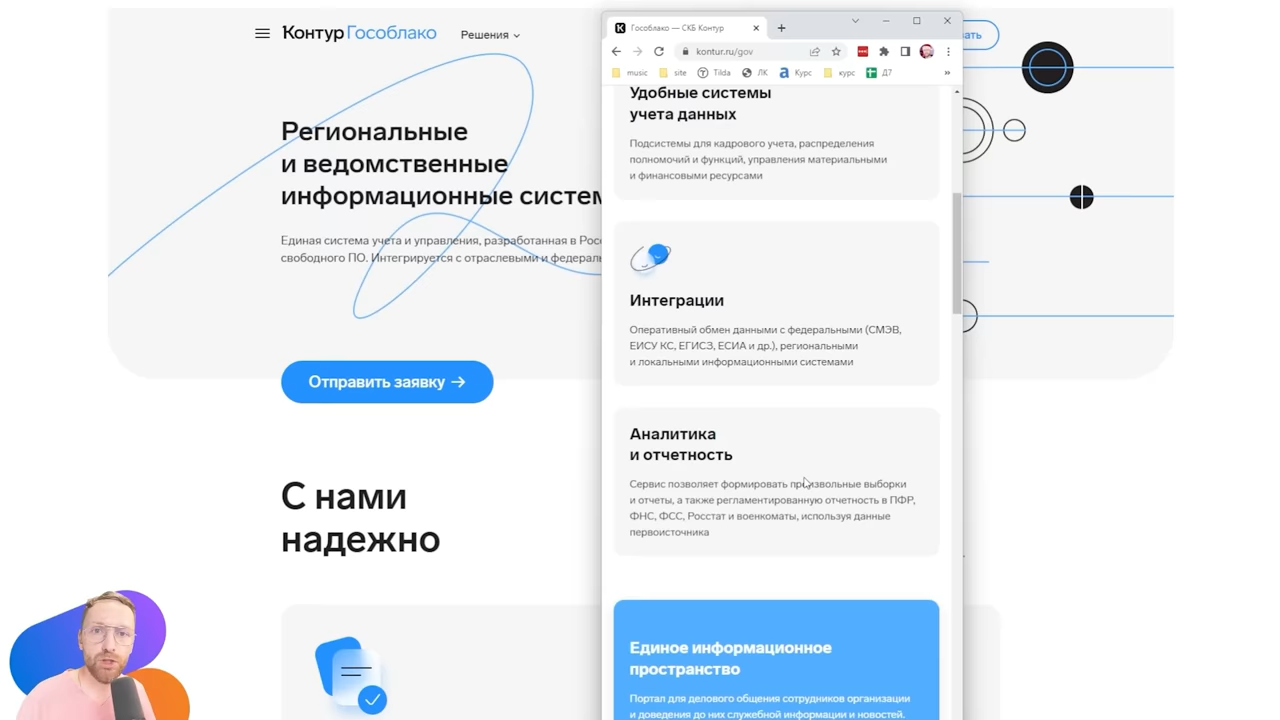 Контур Гособлако
Решения
Региональные
и ведомственные
информационные систем
Единая система учета и управления, разработанная в Рос
свободного ПО. Интегрируется с отраслевыми и федераль
Отправить заявку →
С нами
надежно
Гособлако — СКБ Контур
kontur.ru/gov
music
site
Tilda
ЛК
Курс
курс
Д7
»
Удобные системы
учета данных
Подсистемы для кадрового учета, распределения
полномочий и функций, управления материальными
и финансовыми ресурсами
Интеграции
Оперативный обмен данными с федеральными (СМЭВ,
ЕИСУ КС, ЕГИСЗ, ЕСИА и др.), региональными
и локальными информационными системами
Аналитика
и отчетность
Сервис позволяет формировать произвольные выборки
и отчеты, а также регламентированную отчетность в ПФР,
ФНС, ФСС, Росстат и военкоматы, используя данные
первоисточника
Единое информационное
пространство
Портал для делового общения сотрудников организации
и доведения до них служебной информации и новостей.
ать